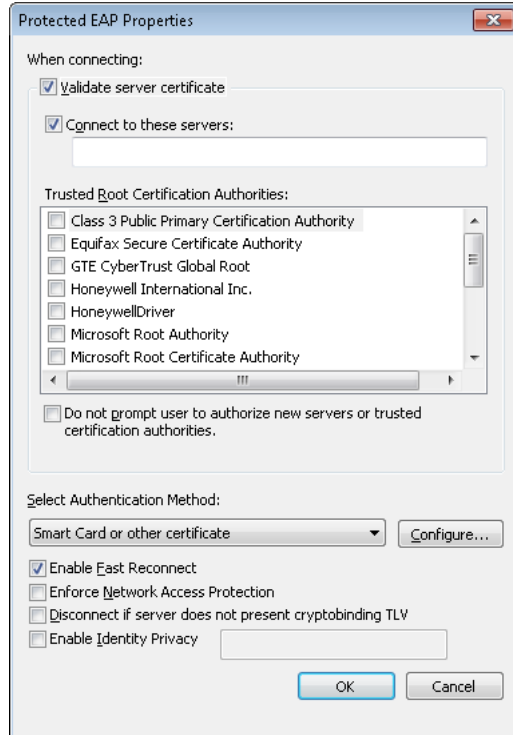 Protected EAP Properties
When connecting:
Validate server certificate
Connect to these servers:
Trusted Root Certification Authorities:
Class 3 Public Primary Certification Authority
Equifax Secure Certificate Authority
GTE CyberTrust Global Root
Honeywell International Inc.
HoneywellDriver
Microsoft Root Authority
Microsoft Root Certificate Authority
Do not prompt user to authorize new servers or trusted
certification authorities.
Select Authentication Method:
Smart Card or other certificate Configure...
Enable Fast Reconnect
Enforce Network Access Protection
Disconnect if server does not present cryptobinding TLV
Enable Identity Privacy
OK Cancel